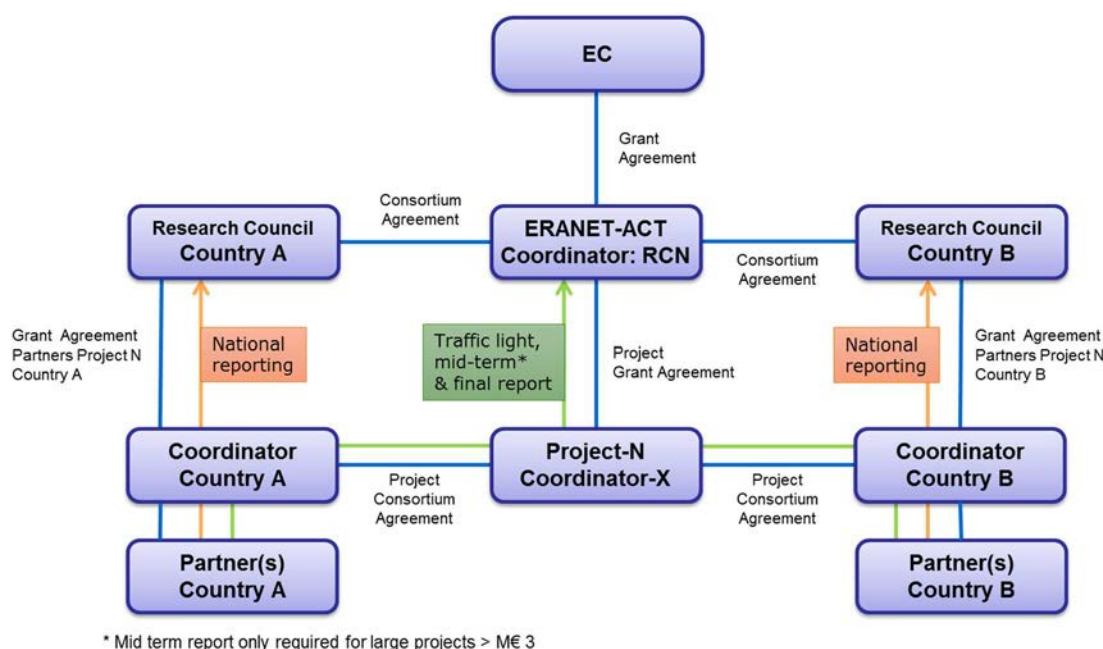 EC
Grant
Agreement
Consortium
Agreement
Research Council
Country A
ERANET-ACT
Coordinator: RCN
Research Council
Country B
Consortium
Agreement
Grant Agreement
Partners Project N
Country A
National
reporting
Traffic light,
mid-term*
& final report
Project
Grant Agreement
National
reporting
Grant Agreement
Partners Project N
Country B
Coordinator
Country A
Project-N
Coordinator-X
Coordinator
Country B
Project
Consortium
Agreement
Project
Consortium
Agreement
Partner(s)
Country A
Partner(s)
Country B
* Mid term report only required for large projects > M€ 3